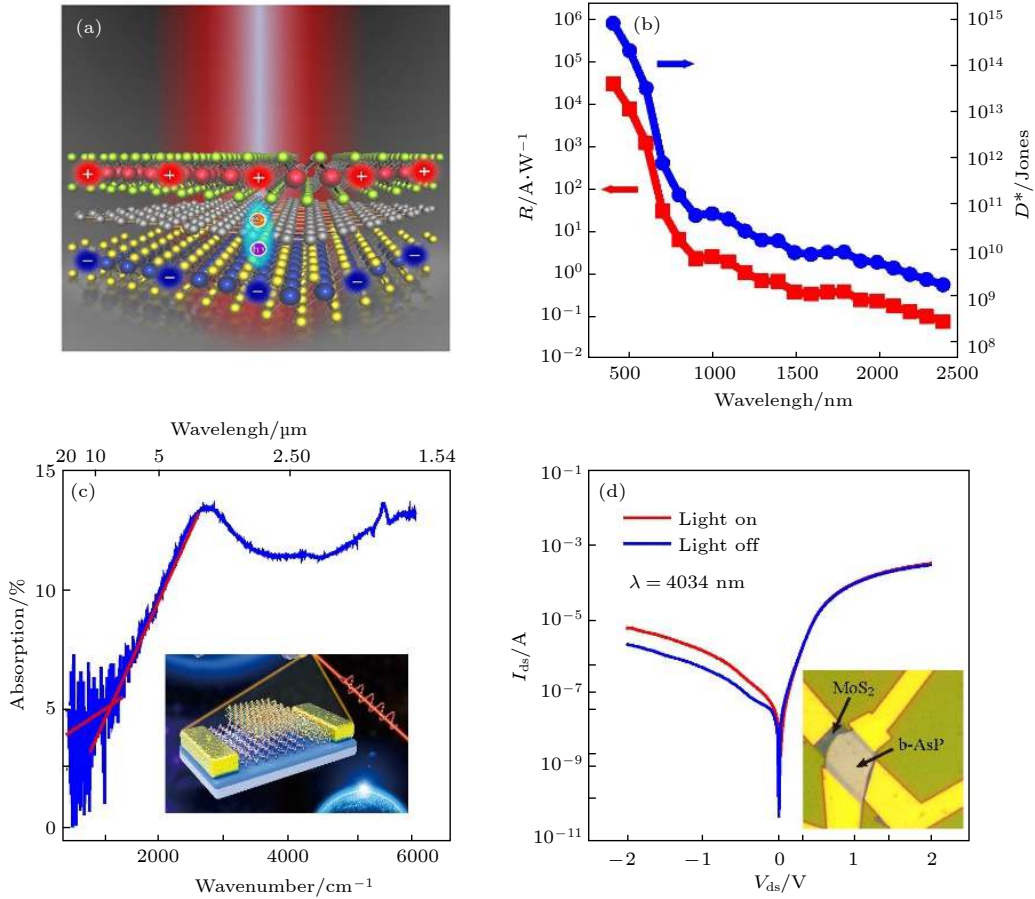 (a)
+ + + + +
h+
− − − − −
(b)
10⁶
10⁵
10⁴
10³
10²
10¹
10⁰
10⁻¹
10⁻²
R/A·W⁻¹
10¹⁵
10¹⁴
10¹³
10¹²
10¹¹
10¹⁰
10⁹
10⁸
D*/Jones
500 1000 1500 2000 2500
Wavelengh/nm
Wavelengh/μm
20 10 5 2.50 1.54
(c)
15
10
5
0
Absorption/%
2000 4000 6000
Wavenumber/cm⁻¹
(d)
10⁻¹
10⁻³
10⁻⁵
10⁻⁷
10⁻⁹
10⁻¹¹
I_ds/A
Light on
Light off
λ = 4034 nm
MoS₂
b-AsP
−2 −1 0 1 2
V_ds/V